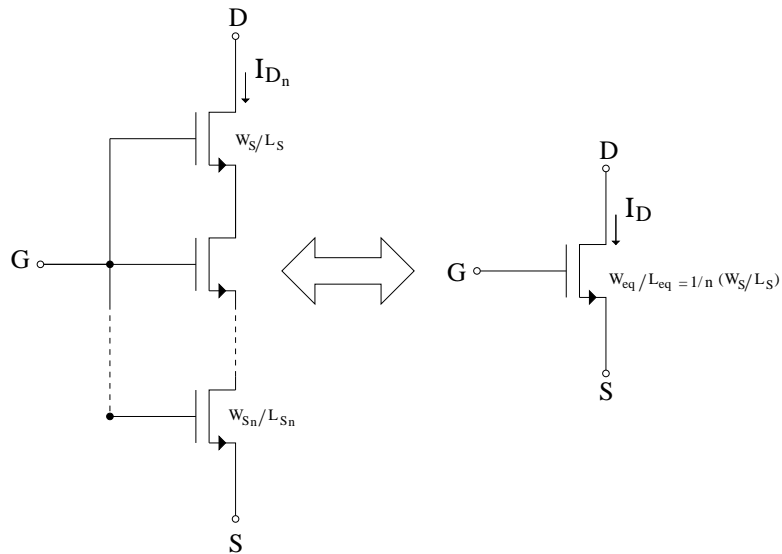 D
I_Dn
W_S/L_S
G
W_Sn/L_Sn
S
D
I_D
G
W_eq/L_eq = 1/n (W_S/L_S)
S